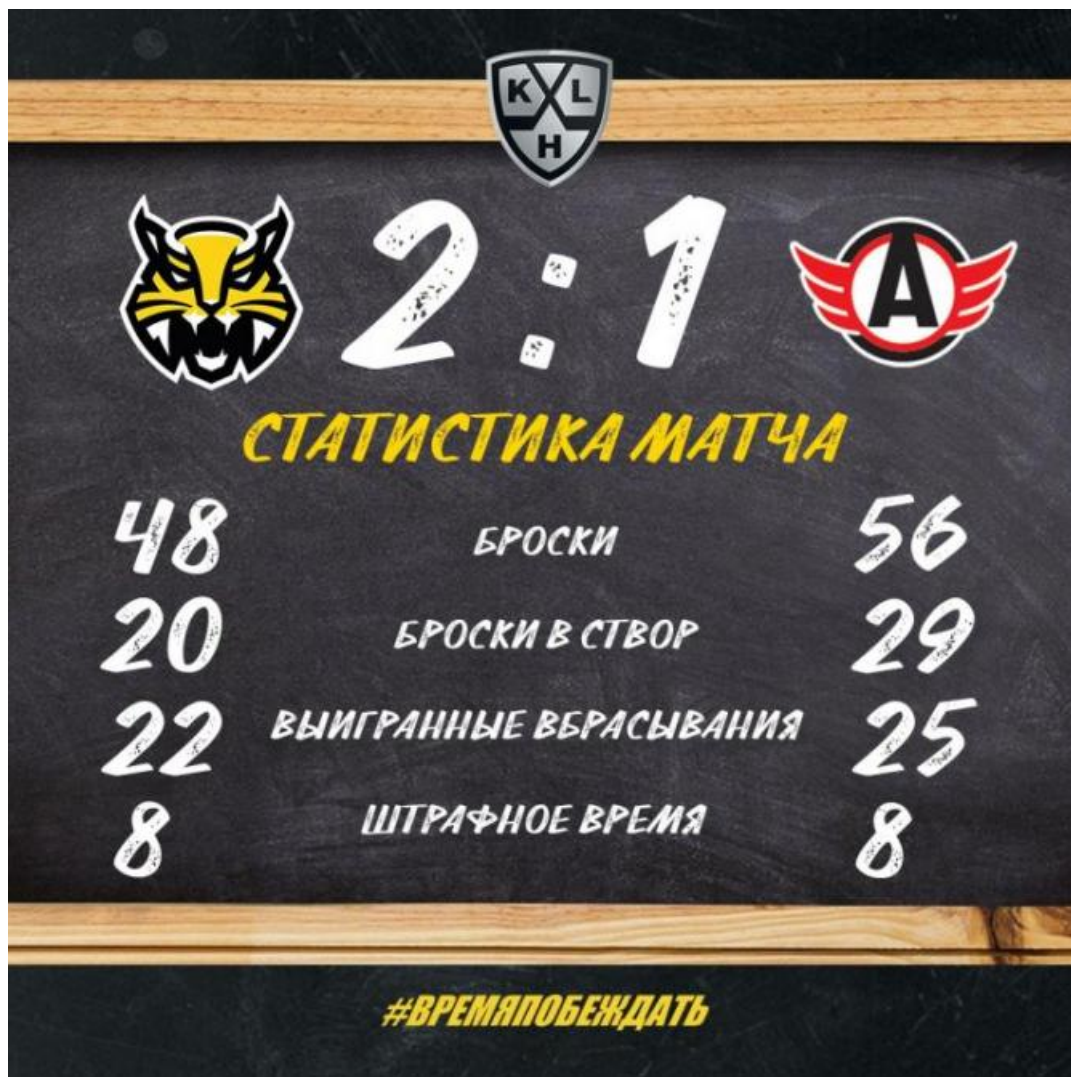 KHL
2:1
A
СТАТИСТИКА МАТЧА
48 БРОСКИ 56
20 БРОСКИ В СТВОР 29
22 ВЫИГРАННЫЕ ВБРАСЫВАНИЯ 25
8 ШТРАФНОЕ ВРЕМЯ 8
#ВРЕМЯПОБЕЖДАТЬ